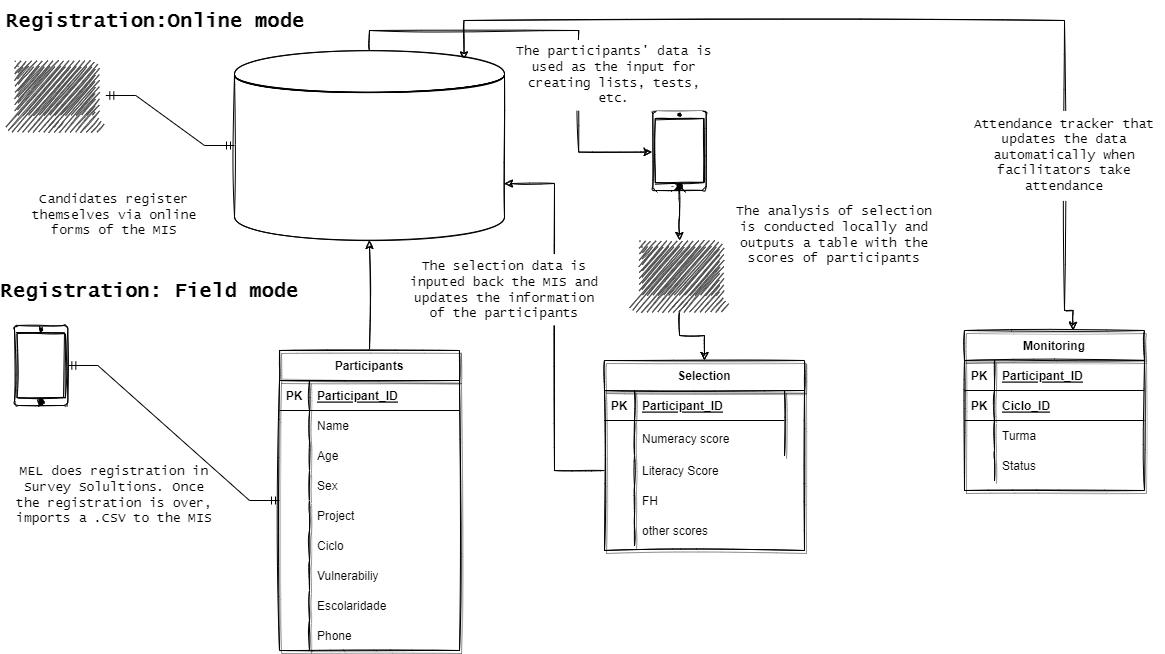 Registration:Online mode
The participants' data is
used as the input for
creating lists, tests,
etc.
Attendance tracker that
updates the data
automatically when
facilitators take
attendance
Candidates register
themselves via online
forms of the MIS
The analysis of selection
is conducted locally and
outputs a table with the
scores of participants
The selection data is
inputed back the MIS and
updates the information
of the participants
Registration: Field mode
MEL does registration in
Survey Solultions. Once
the registration is over,
imports a .CSV to the MIS
Participants
PK Participant_ID
Name
Age
Sex
Project
Ciclo
Vulnerabiliy
Escolaridade
Phone
Selection
PK Participant_ID
Numeracy score
Literacy Score
FH
other scores
Monitoring
PK Participant_ID
PK Ciclo_ID
Turma
Status